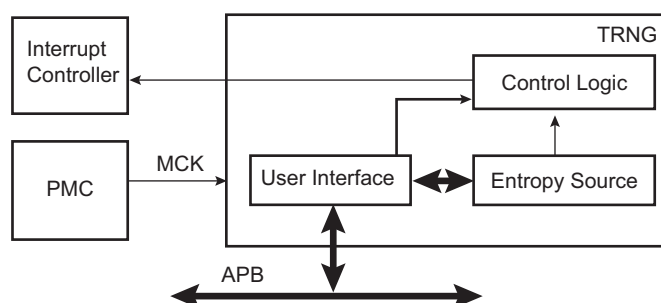 Interrupt
Controller
TRNG
Control Logic
PMC
MCK
User Interface
Entropy Source
APB